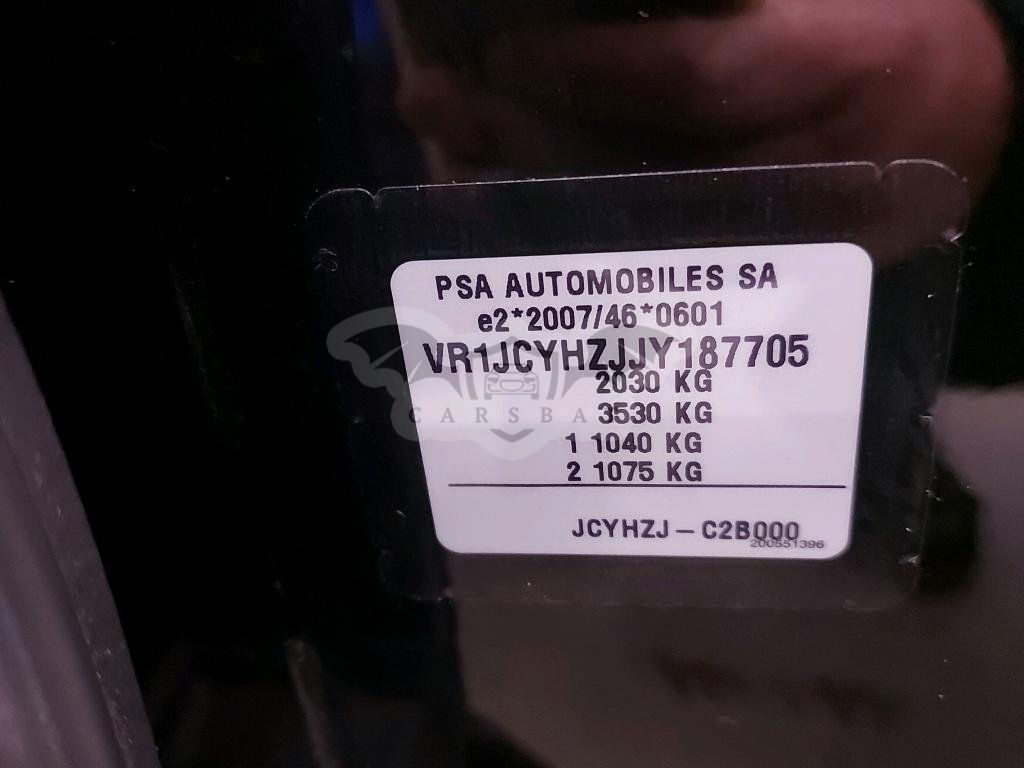 PSA AUTOMOBILES SA
e2*2007/46*0601
VR1JCYHZJJY187705
2030 KG
3530 KG
1 1040 KG
2 1075 KG
JCYHZJ – C2B000
200551396
CARSBA